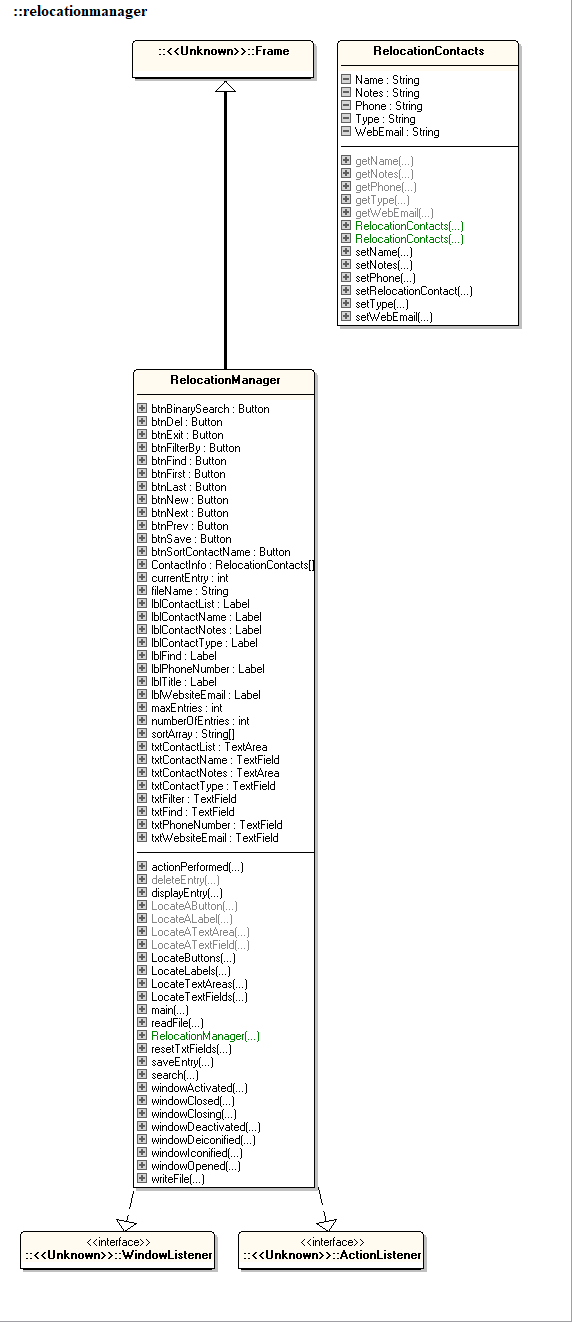 ::relocationmanager
::<<Unknown>>::Frame
RelocationContacts
Name : String
Notes : String
Phone : String
Type : String
WebEmail : String
getName(...)
getNotes(...)
getPhone(...)
getType(...)
getWebEmail(...)
RelocationContacts(...)
RelocationContacts(...)
setName(...)
setNotes(...)
setPhone(...)
setRelocationContact(...)
setType(...)
setWebEmail(...)
RelocationManager
btnBinarySearch : Button
btnDel : Button
btnExit : Button
btnFilterBy : Button
btnFind : Button
btnFirst : Button
btnLast : Button
btnNew : Button
btnNext : Button
btnPrev : Button
btnSave : Button
btnSortContactName : Button
ContactInfo : RelocationContacts[]
currentEntry : int
fileName : String
lblContactList : Label
lblContactName : Label
lblContactNotes : Label
lblContactType : Label
lblFind : Label
lblPhoneNumber : Label
lblTitle : Label
lblWebsiteEmail : Label
maxEntries : int
numberOfEntries : int
sortArray : String[]
txtContactList : TextArea
txtContactName : TextField
txtContactNotes : TextArea
txtContactType : TextField
txtFilter : TextField
txtFind : TextField
txtPhoneNumber : TextField
txtWebsiteEmail : TextField
actionPerformed(...)
deleteEntry(...)
displayEntry(...)
LocateAButton(...)
LocateALabel(...)
LocateATextArea(...)
LocateATextField(...)
LocateButtons(...)
LocateLabels(...)
LocateTextAreas(...)
LocateTextFields(...)
main(...)
readFile(...)
RelocationManager(...)
resetTxtFields(...)
saveEntry(...)
search(...)
windowActivated(...)
windowClosed(...)
windowClosing(...)
windowDeactivated(...)
windowDeiconified(...)
windowIconified(...)
windowOpened(...)
writeFile(...)
<<interface>>
::<<Unknown>>::WindowListener
<<interface>>
::<<Unknown>>::ActionListener